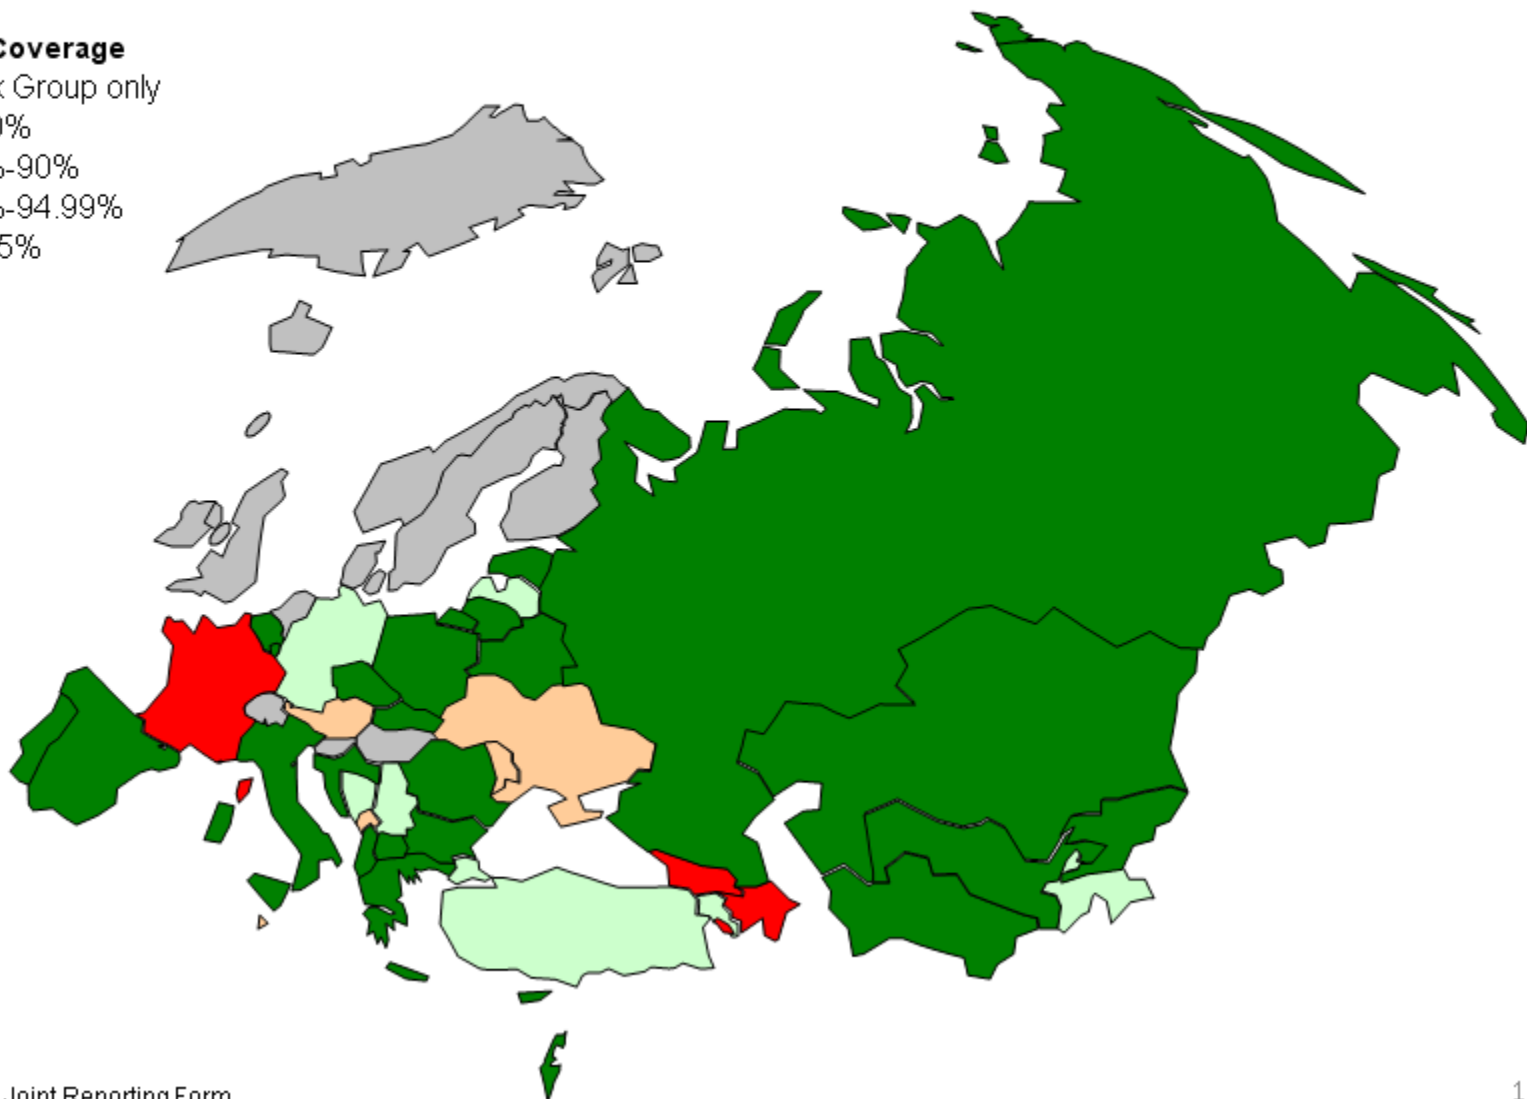 Coverage
Group only
%
-90%
-94.99%
5%
Joint Reporting Form
1